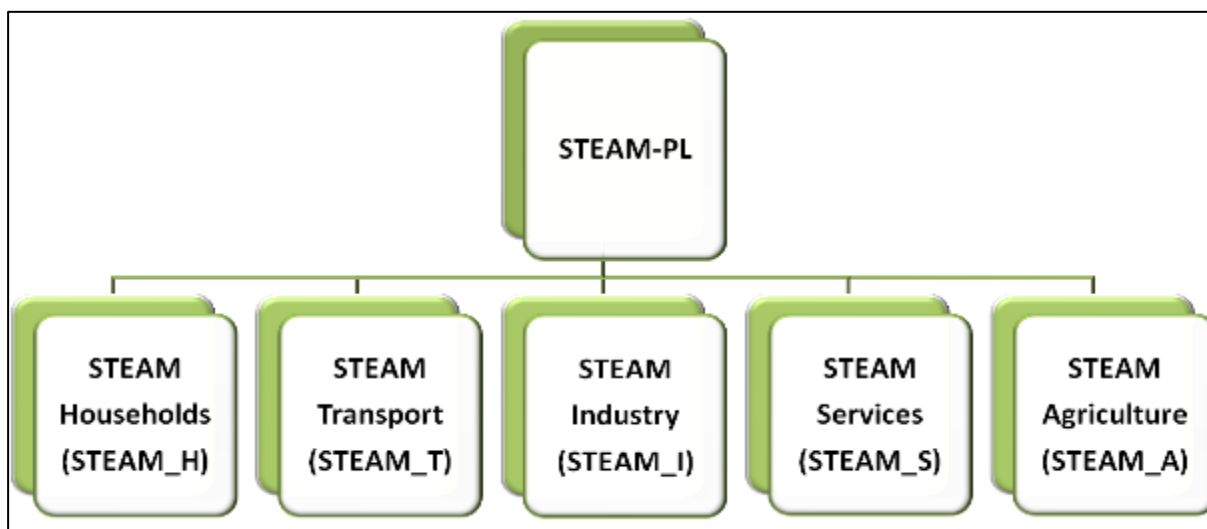 STEAM-PL
STEAM
Households
(STEAM_H)
STEAM
Transport
(STEAM_T)
STEAM
Industry
(STEAM_I)
STEAM
Services
(STEAM_S)
STEAM
Agriculture
(STEAM_A)